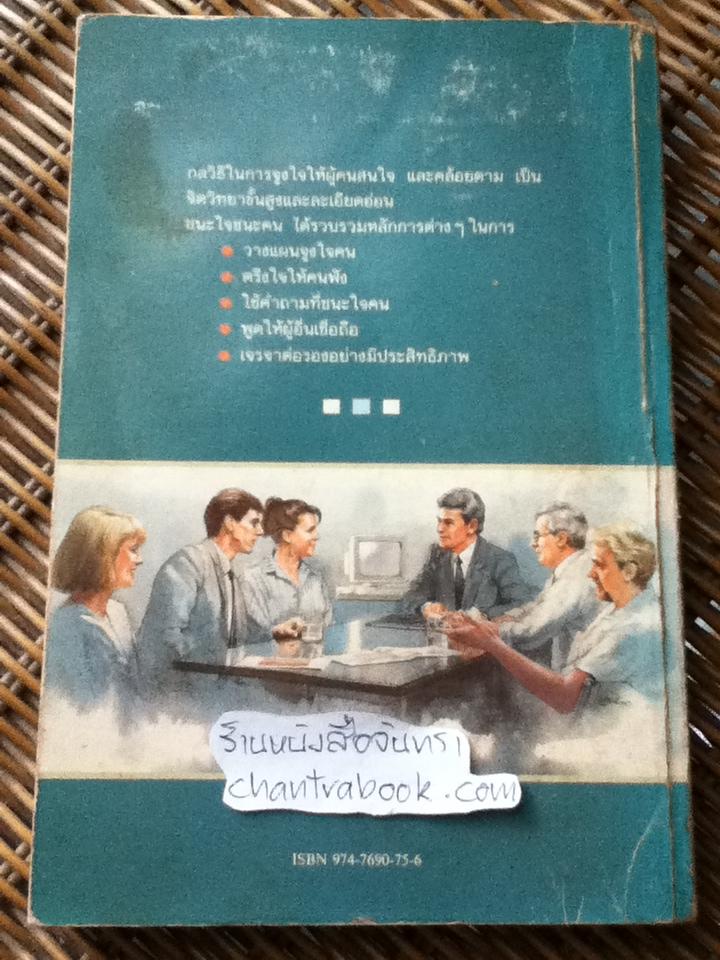 กลวิธีในการจูงใจให้ผู้คนสนใจ และคล้อยตาม เป็น
จิตวิทยาชั้นสูงและละเอียดอ่อน
ชนะใจชนะคน ได้รวบรวมหลักการต่าง ๆ ในการ
วางแผนจูงใจคน
ตรึงใจให้คนฟัง
ใช้คำถามที่ชนะใจคน
พูดให้ผู้อื่นเชื่อถือ
เจรจาต่อรองอย่างมีประสิทธิภาพ
ร้านหนังสือจันทรา
chantrabook.com
ISBN 974-7690-75-6